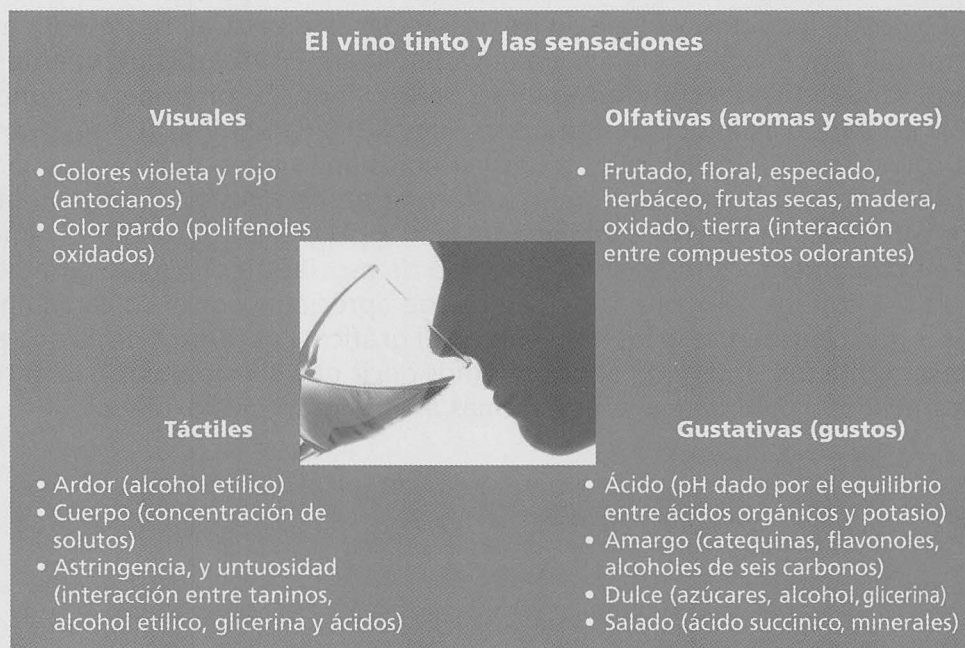 El vino tinto y las sensaciones
Visuales
• Colores violeta y rojo
(antocianos)
• Color pardo (polifenoles
oxidados)
Olfativas (aromas y sabores)
• Frutado, floral, especiado,
herbáceo, frutas secas, madera,
oxidado, tierra (interacción
entre compuestos odorantes)
Táctiles
• Ardor (alcohol etílico)
• Cuerpo (concentración de
solutos)
• Astringencia, y untuosidad
(interacción entre taninos,
alcohol etílico, glicerina y ácidos)
Gustativas (gustos)
• Ácido (pH dado por el equilibrio
entre ácidos orgánicos y potasio)
• Amargo (catequinas, flavonoles,
alcoholes de seis carbonos)
• Dulce (azúcares, alcohol, glicerina)
• Salado (ácido succinico, minerales)